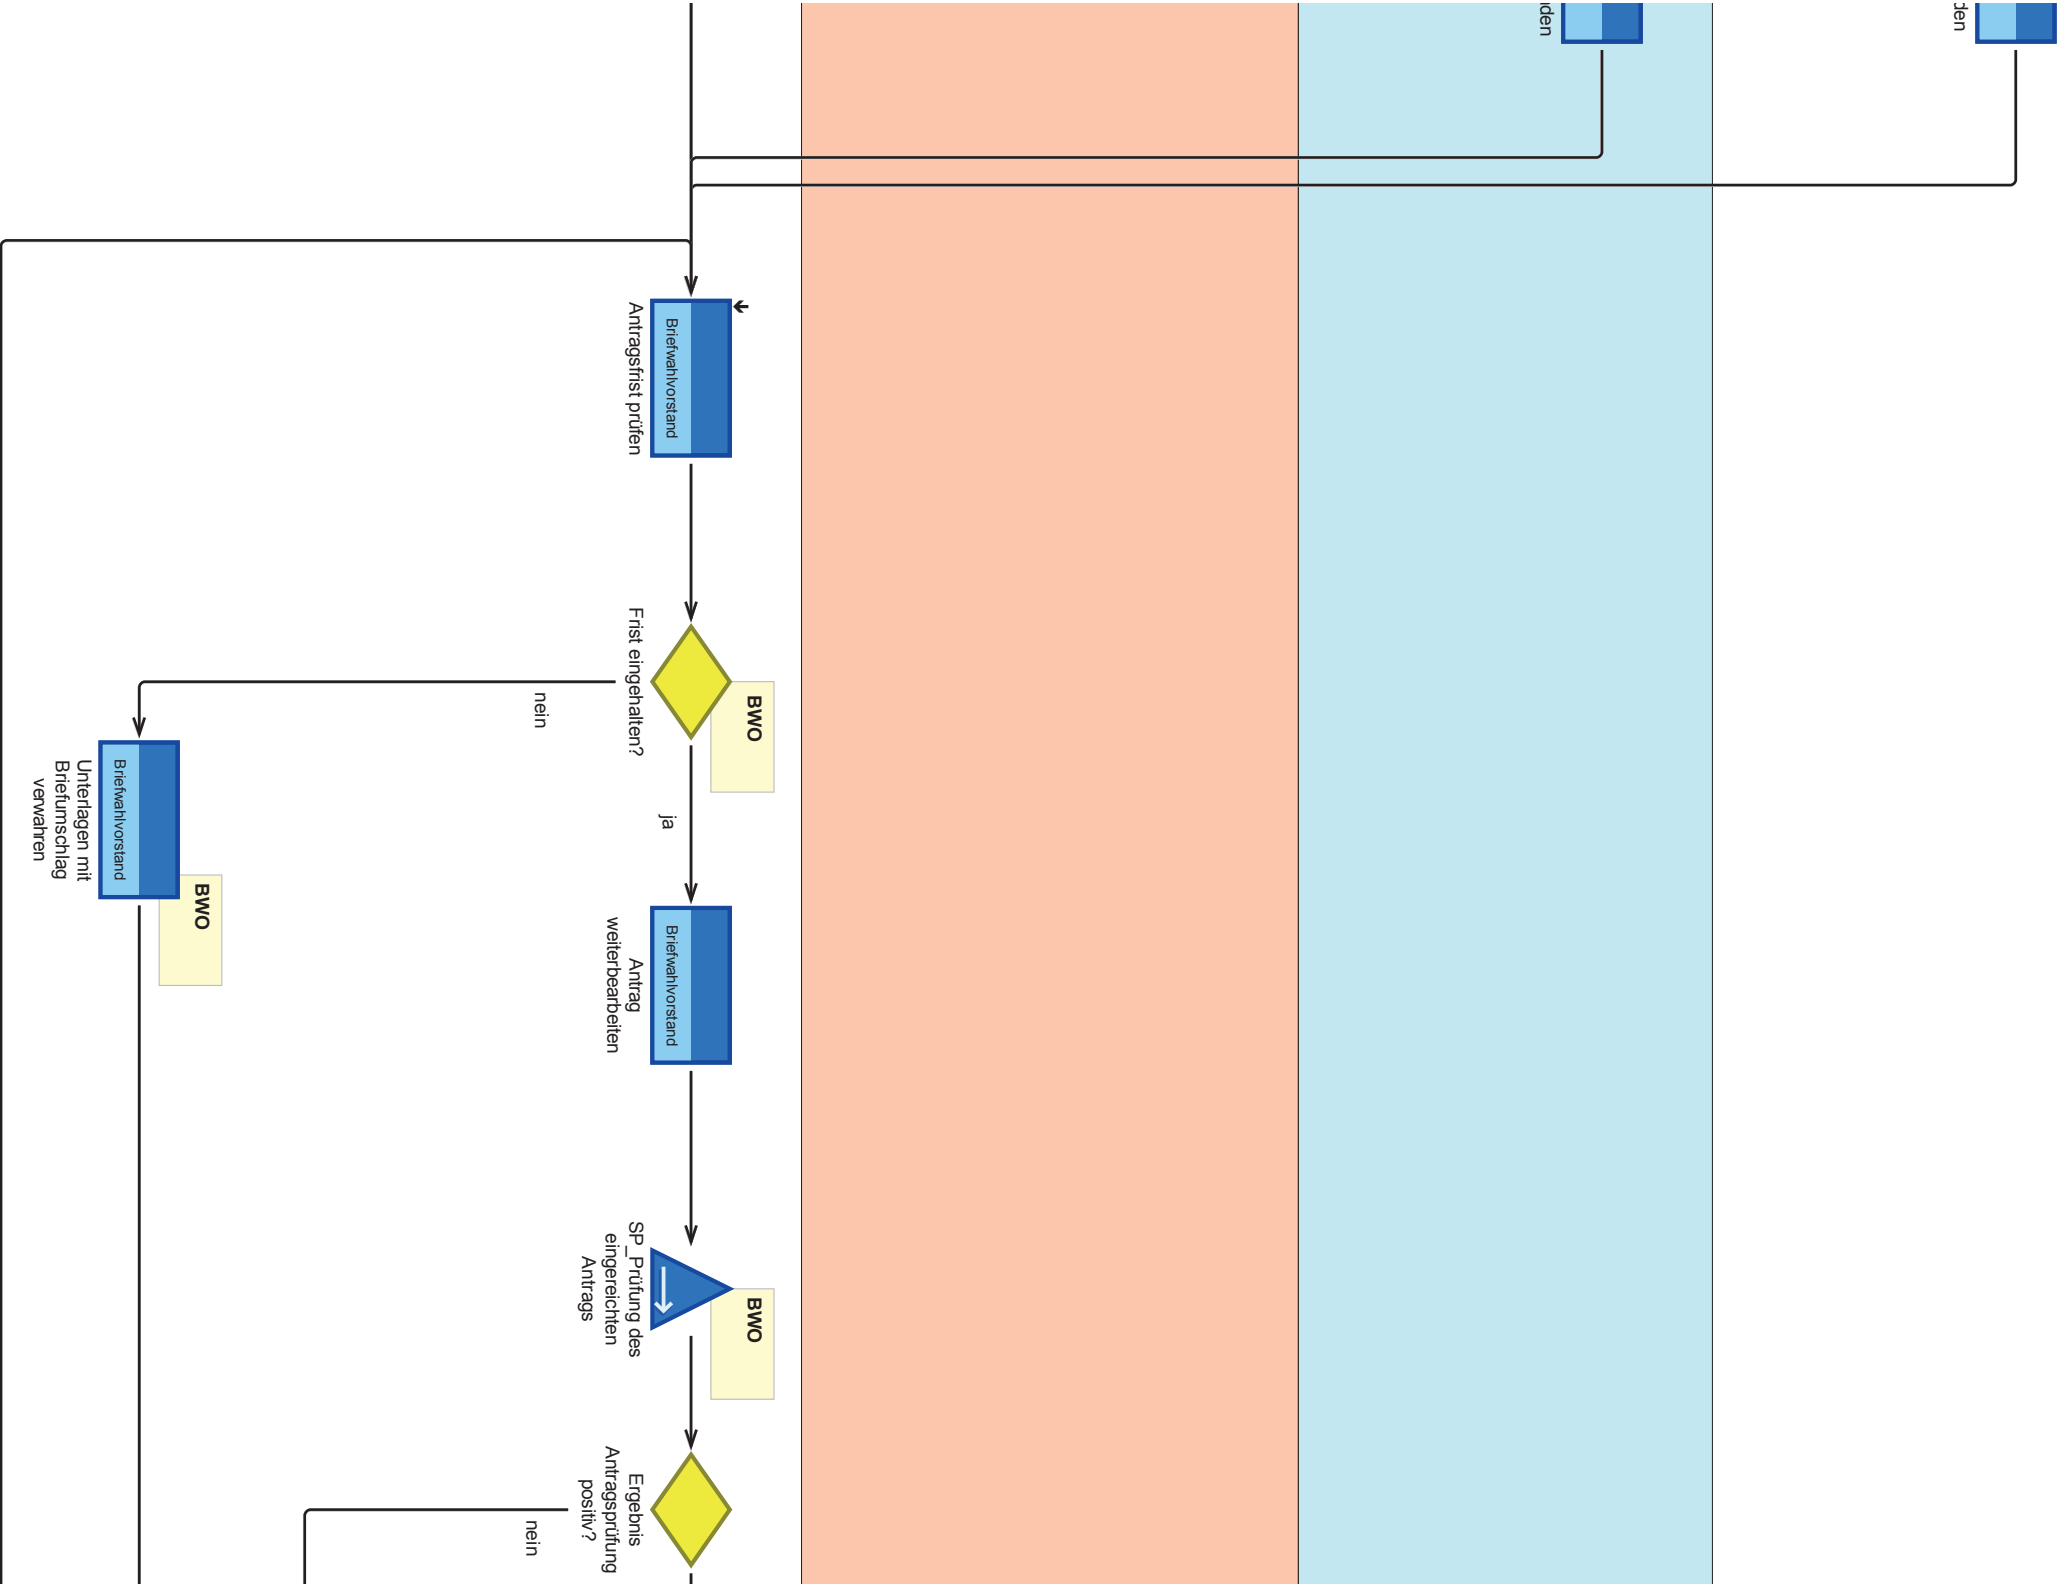 nden
den
Briefwahlvorstand
Antragsfrist prüfen
BWO
Frist eingehalten?
nein
ja
Briefwahlvorstand
Unterlagen mit
Briefumschlag
verwahren
BWO
Briefwahlvorstand
Antrag
weiterbearbeiten
BWO
SP_Prüfung des
eingereichten
Antrags
Ergebnis
Antragsprüfung
positiv?
nein